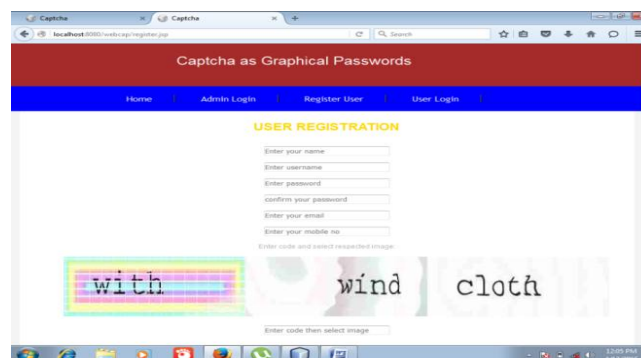 Captcha
Captcha
localhost:8080/webcap/register.jsp
Search
Captcha as Graphical Passwords
Home
Admin Login
Register User
User Login
USER REGISTRATION
Enter your name
Enter username
Enter password
confirm your password
Enter your email
Enter your mobile no
Enter code and select respected image:
with
wind
cloth
Enter code then select image
12:05 PM